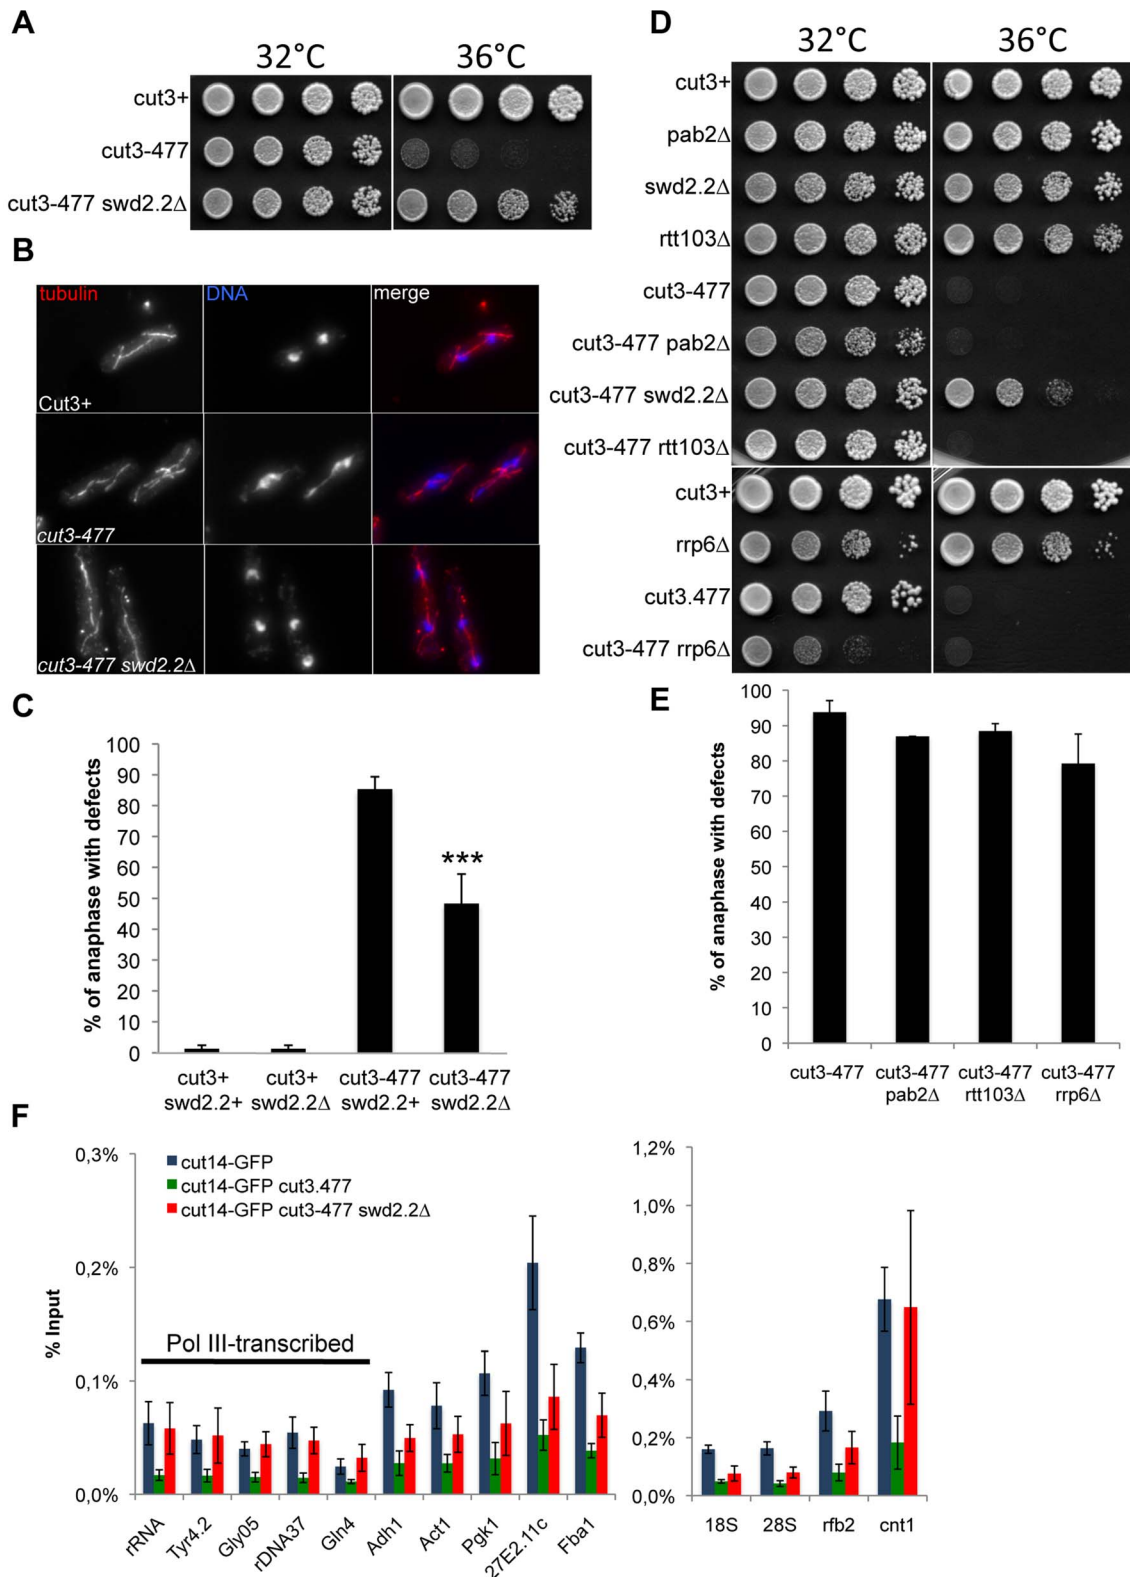 A
32°C 36°C
cut3+
cut3-477
cut3-477 swd2.2Δ
B
tubulin DNA merge
Cut3+
cut3-477
cut3-477 swd2.2Δ
C
% of anaphase with defects
100
90
80
70
60
50
40
30
20
10
0
***
cut3+ swd2.2+
cut3+ swd2.2Δ
cut3-477 swd2.2+
cut3-477 swd2.2Δ
D
32°C 36°C
cut3+
pab2Δ
swd2.2Δ
rtt103Δ
cut3-477
cut3-477 pab2Δ
cut3-477 swd2.2Δ
cut3-477 rtt103Δ
cut3+
rrp6Δ
cut3.477
cut3-477 rrp6Δ
E
% of anaphase with defects
100
90
80
70
60
50
40
30
20
10
0
cut3-477
cut3-477 pab2Δ
cut3-477 rtt103Δ
cut3-477 rrp6Δ
F
% Input
0,3%
0,2%
0,1%
0,0%
cut14-GFP
cut14-GFP cut3.477
cut14-GFP cut3-477 swd2.2Δ
Pol III-transcribed
rRNA
Tyr4.2
Gly05
rDNA37
Gln4
Adh1
Act1
Pgk1
27E2.11c
Fba1
1,2%
1,0%
0,8%
0,6%
0,4%
0,2%
0,0%
18S
28S
rfb2
cnt1